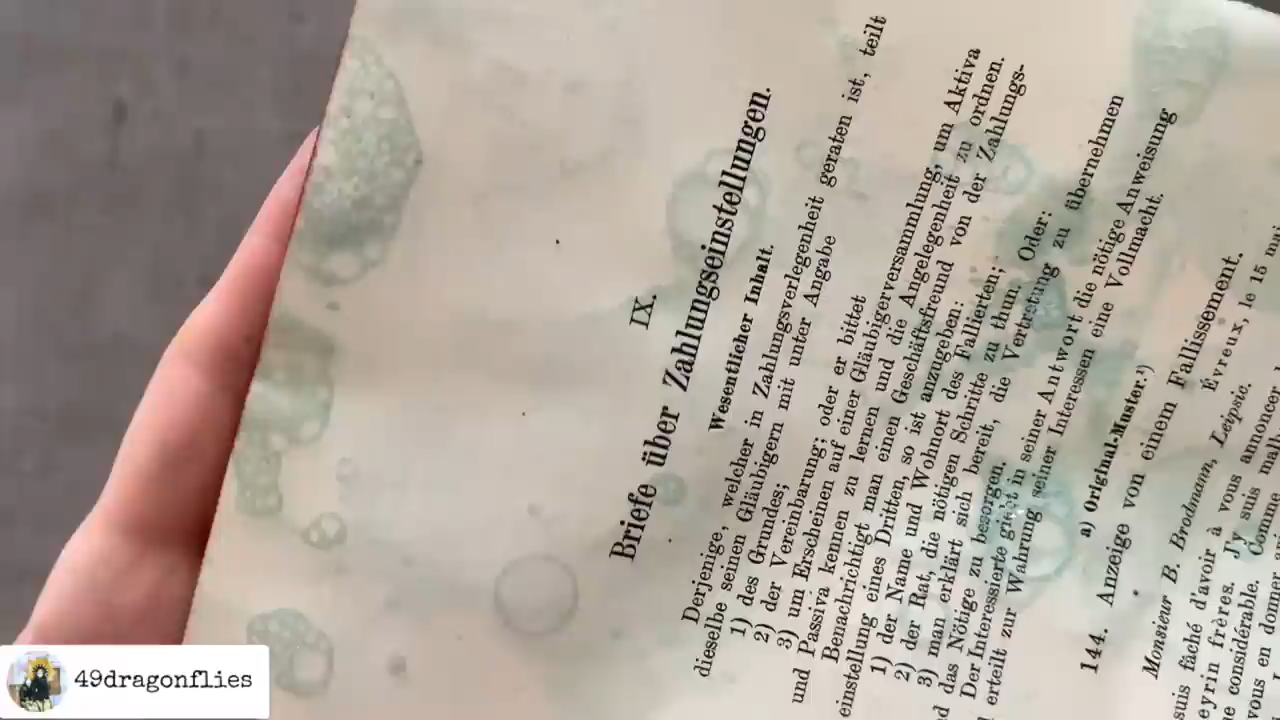 IX.
Briefe über Zahlungseinstellungen.
Wesentlicher Inhalt.
Derjenige, welcher in Zahlungsverlegenheit geraten ist, teilt
dieselbe seinen Gläubigern mit unter Angabe
1) des Grundes;
2) der Vereinbarung; oder er bittet
3) um Erscheinen auf einer Gläubigerversammlung, um Aktiva
und Passiva kennen zu lernen und die Angelegenheit zu ordnen.
Benachrichtigt man einen Geschäftsfreund von der Zahlungs-
einstellung eines Dritten, so ist anzugeben:
1) der Name und Wohnort des Fallierten;
2) der Rat, die nötigen Schritte zu thun. Oder:
3) man erklärt sich bereit, die Vertretung zu übernehmen
das Nötige zu besorgen.
Der Interessierte giebt in seiner Antwort die nötige Anweisung
erteilt zur Wahrung seiner Interessen eine Vollmacht.
a) Original-Muster.¹)
144. Anzeige von einem Fallissement.
Évreux, le 15 mai
Monsieur B. Brodmann, Leipsic.
suis fâché d'avoir à vous annoncer
frères. J'y suis
considérable. Comme
vous en donner
49dragonflies